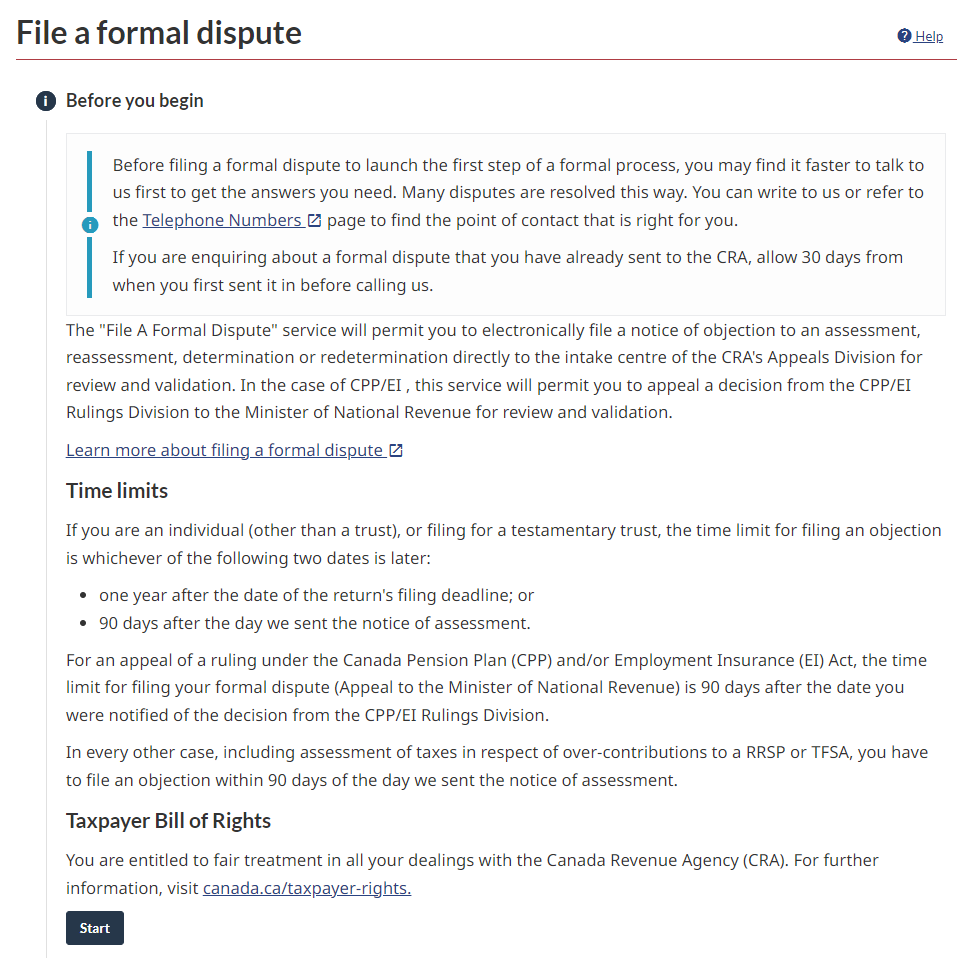 File a formal dispute
Help
Before you begin
Before filing a formal dispute to launch the first step of a formal process, you may find it faster to talk to
us first to get the answers you need. Many disputes are resolved this way. You can write to us or refer to
the Telephone Numbers page to find the point of contact that is right for you.
If you are enquiring about a formal dispute that you have already sent to the CRA, allow 30 days from
when you first sent it in before calling us.
The "File A Formal Dispute" service will permit you to electronically file a notice of objection to an assessment,
reassessment, determination or redetermination directly to the intake centre of the CRA's Appeals Division for
review and validation. In the case of CPP/EI , this service will permit you to appeal a decision from the CPP/EI
Rulings Division to the Minister of National Revenue for review and validation.
Learn more about filing a formal dispute
Time limits
If you are an individual (other than a trust), or filing for a testamentary trust, the time limit for filing an objection
is whichever of the following two dates is later:
• one year after the date of the return's filing deadline; or
• 90 days after the day we sent the notice of assessment.
For an appeal of a ruling under the Canada Pension Plan (CPP) and/or Employment Insurance (EI) Act, the time
limit for filing your formal dispute (Appeal to the Minister of National Revenue) is 90 days after the date you
were notified of the decision from the CPP/EI Rulings Division.
In every other case, including assessment of taxes in respect of over-contributions to a RRSP or TFSA, you have
to file an objection within 90 days of the day we sent the notice of assessment.
Taxpayer Bill of Rights
You are entitled to fair treatment in all your dealings with the Canada Revenue Agency (CRA). For further
information, visit canada.ca/taxpayer-rights.
Start